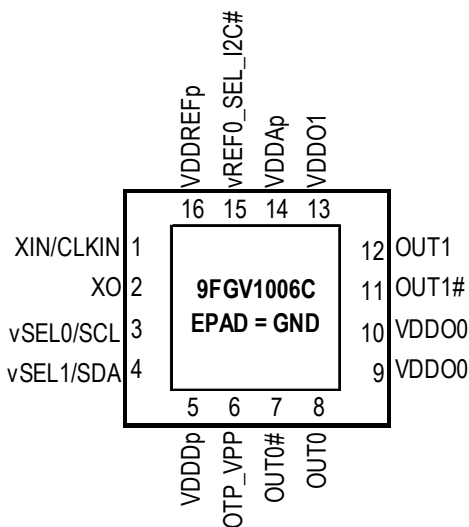 VDDREFp
vREF0_SEL_I2C#
VDDAp
VDDO1
16 15 14 13
XIN/CLKIN 1
XO 2
vSEL0/SCL 3
vSEL1/SDA 4
9FGV1006C
EPAD = GND
12 OUT1
11 OUT1#
10 VDDO0
9 VDDO0
5 6 7 8
VDDDp
OTP_VPP
OUT0#
OUT0